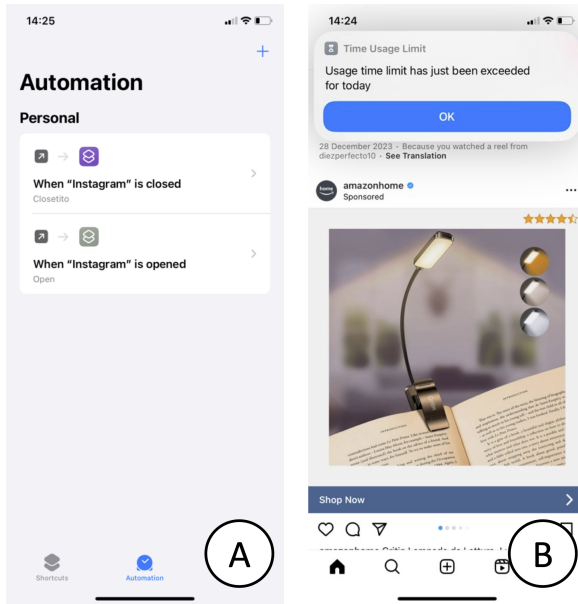 14:25
Automation
Personal
When "Instagram" is closed
Closetito
When "Instagram" is opened
Open
Shortcuts
Automation
A
14:24
Time Usage Limit
Usage time limit has just been exceeded
for today
OK
28 December 2023 · Because you watched a reel from
diezperfecto10 · See Translation
home
amazonhome
Sponsored
Shop Now
B